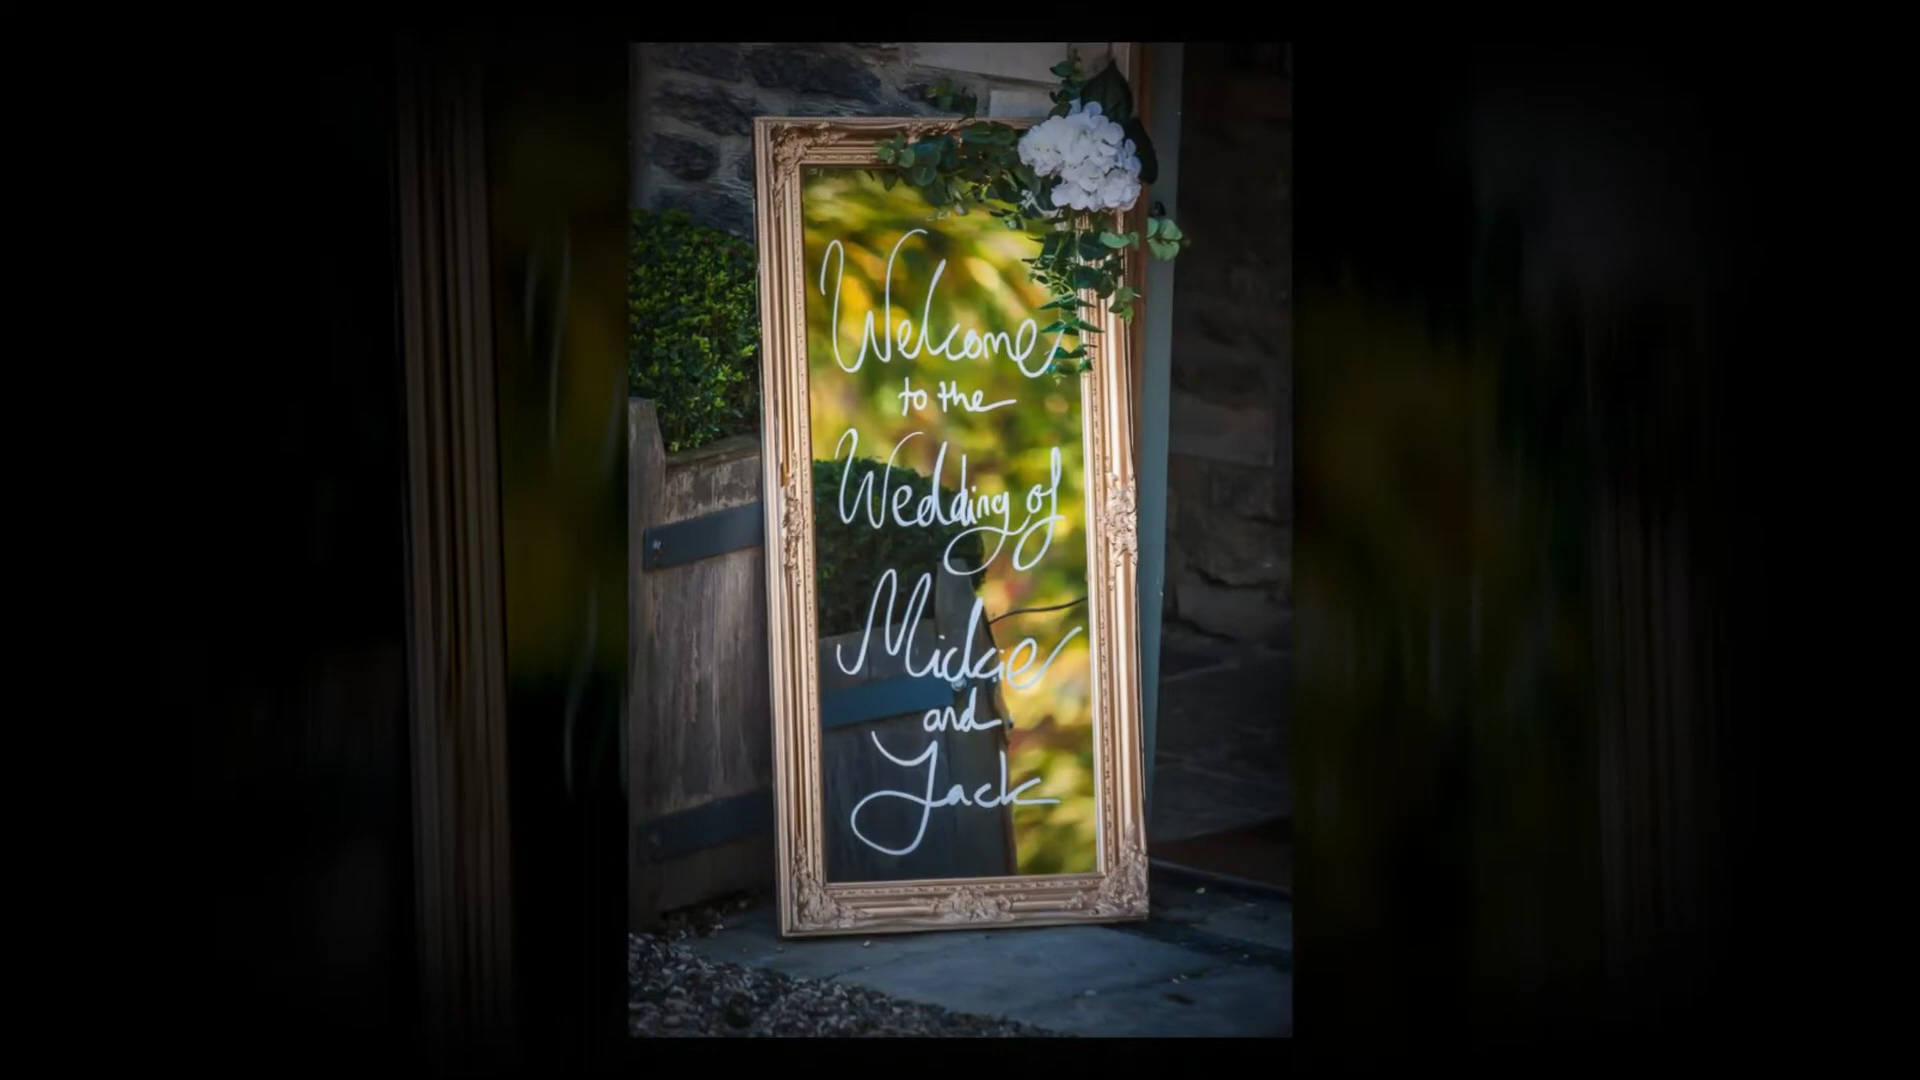 Welcome
to the
Wedding of
Mickie
and
Jack